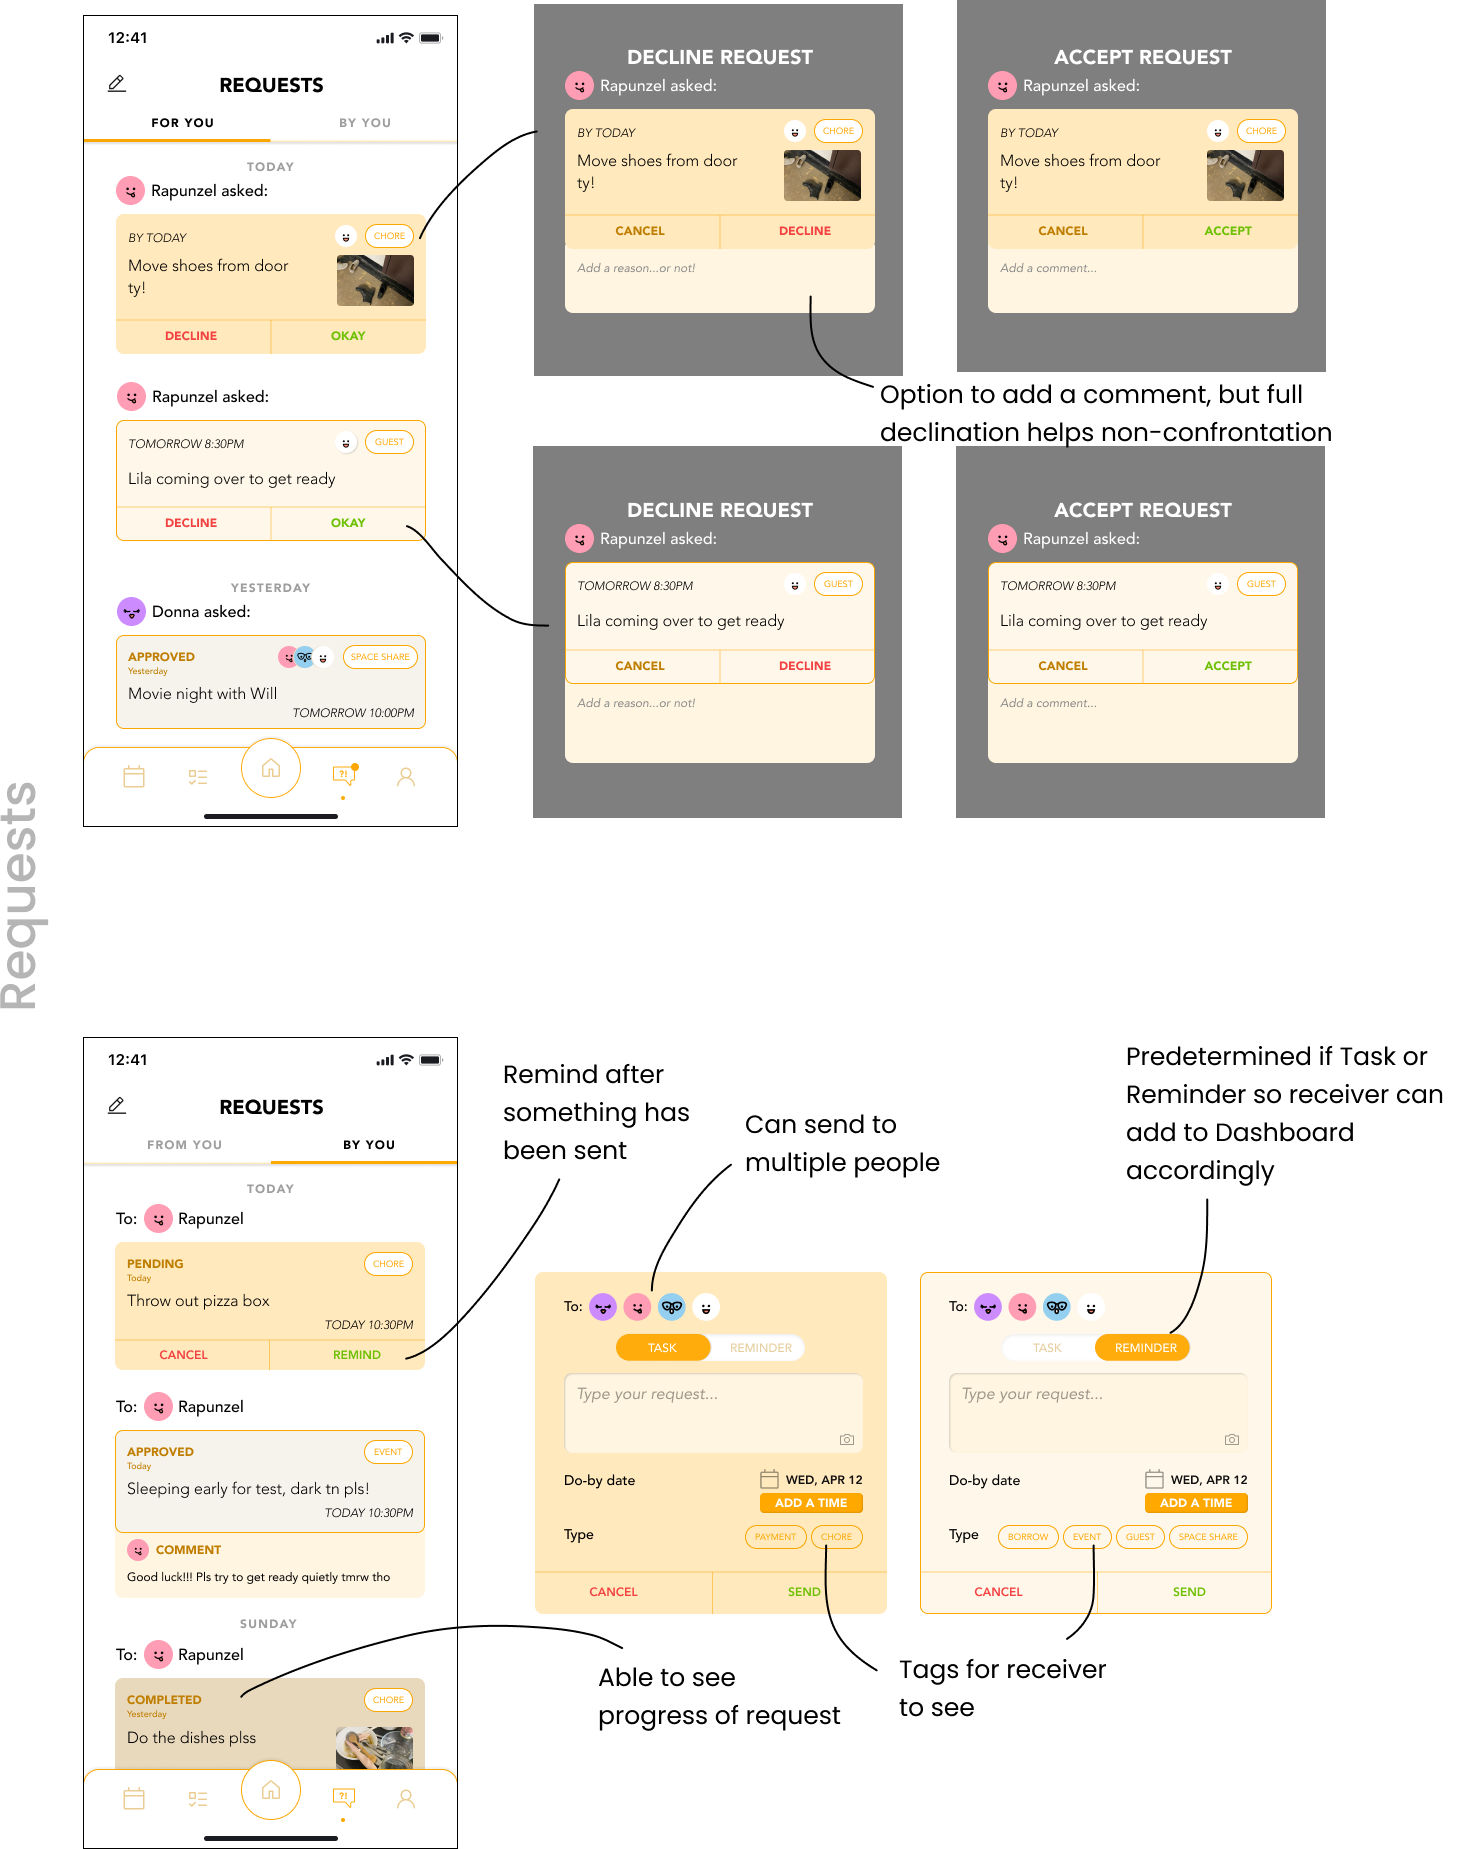 Requests
12:41
REQUESTS
FOR YOU
BY YOU
TODAY
Rapunzel asked:
BY TODAY
CHORE
Move shoes from door
ty!
DECLINE
OKAY
Rapunzel asked:
TOMORROW 8:30PM
GUEST
Lila coming over to get ready
DECLINE
OKAY
YESTERDAY
Donna asked:
APPROVED
SPACE SHARE
Yesterday
Movie night with Will
TOMORROW 10:00PM
?!
DECLINE REQUEST
Rapunzel asked:
BY TODAY
CHORE
Move shoes from door
ty!
CANCEL
DECLINE
Add a reason...or not!
ACCEPT REQUEST
Rapunzel asked:
BY TODAY
CHORE
Move shoes from door
ty!
CANCEL
ACCEPT
Add a comment...
Option to add a comment, but full
declination helps non-confrontation
DECLINE REQUEST
Rapunzel asked:
TOMORROW 8:30PM
GUEST
Lila coming over to get ready
CANCEL
DECLINE
Add a reason...or not!
ACCEPT REQUEST
Rapunzel asked:
TOMORROW 8:30PM
GUEST
Lila coming over to get ready
CANCEL
ACCEPT
Add a comment...
12:41
REQUESTS
FROM YOU
BY YOU
TODAY
To: Rapunzel
PENDING
CHORE
Today
Throw out pizza box
TODAY 10:30PM
CANCEL
REMIND
To: Rapunzel
APPROVED
EVENT
Today
Sleeping early for test, dark tn pls!
TODAY 10:30PM
COMMENT
Good luck!!! Pls try to get ready quietly tmrw tho
SUNDAY
To: Rapunzel
COMPLETED
CHORE
Yesterday
Do the dishes plss
?!
Remind after
something has
been sent
Can send to
multiple people
Predetermined if Task or
Reminder so receiver can
add to Dashboard
accordingly
To:
TASK
REMINDER
Type your request...
Do-by date
WED, APR 12
ADD A TIME
Type
PAYMENT
CHORE
CANCEL
SEND
To:
TASK
REMINDER
Type your request...
Do-by date
WED, APR 12
ADD A TIME
Type
BORROW
EVENT
GUEST
SPACE SHARE
CANCEL
SEND
Able to see
progress of request
Tags for receiver
to see